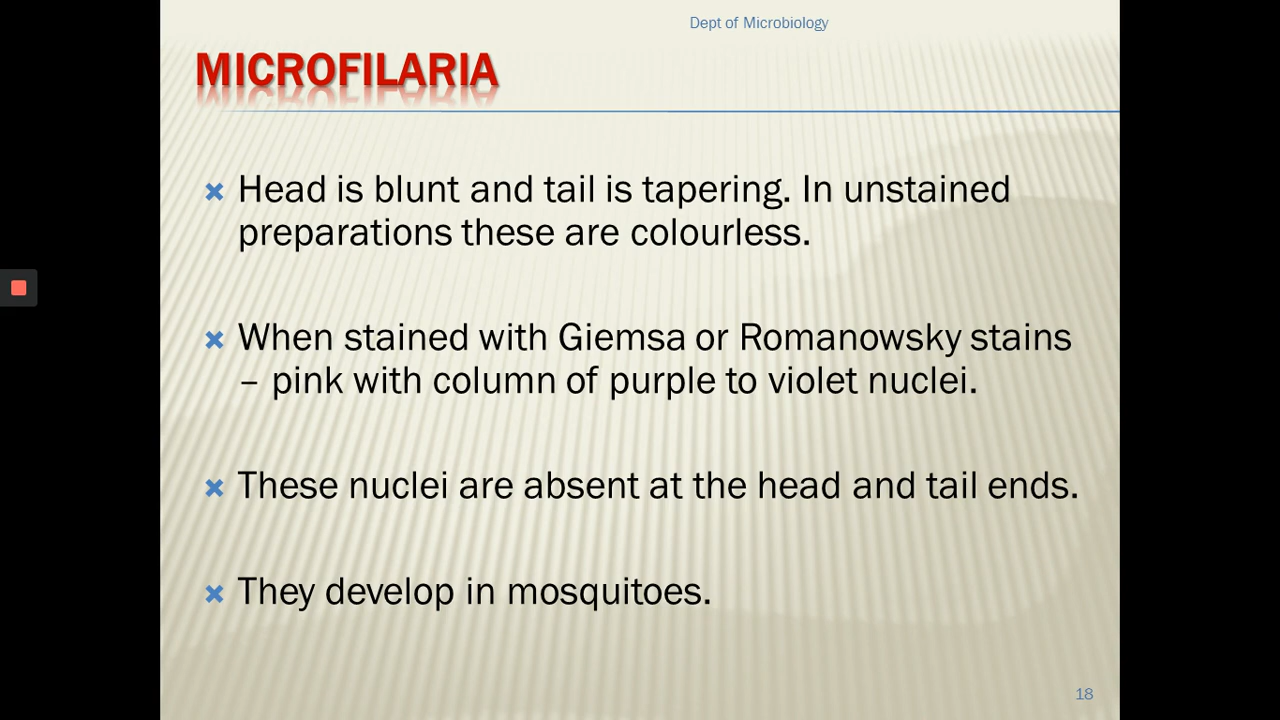 Dept of Microbiology
MICROFILARIA
Head is blunt and tail is tapering. In unstained
preparations these are colourless.
When stained with Giemsa or Romanowsky stains
– pink with column of purple to violet nuclei.
These nuclei are absent at the head and tail ends.
They develop in mosquitoes.
18